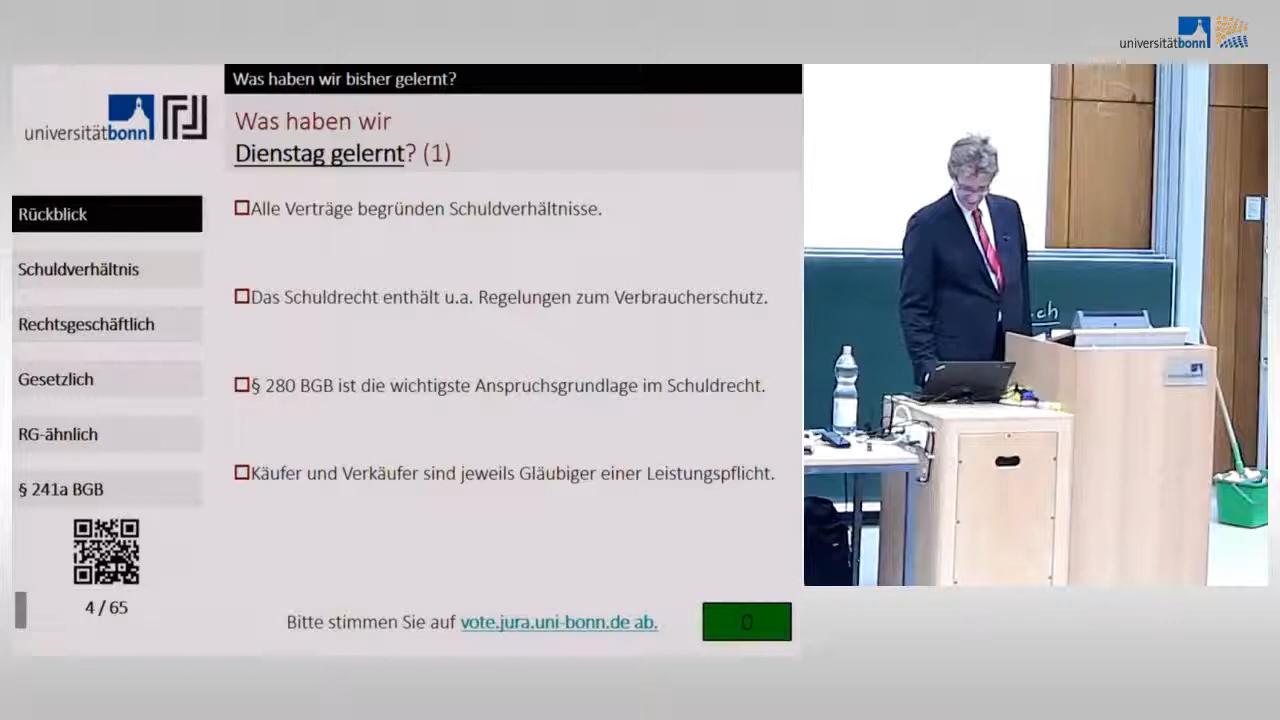 universitätbonn
Was haben wir bisher gelernt?
universitätbonn
Was haben wir
Dienstag gelernt? (1)
Rückblick
Schuldverhältnis
Rechtsgeschäftlich
Gesetzlich
RG-ähnlich
§ 241a BGB
4 / 65
Alle Verträge begründen Schuldverhältnisse.
Das Schuldrecht enthält u.a. Regelungen zum Verbraucherschutz.
§ 280 BGB ist die wichtigste Anspruchsgrundlage im Schuldrecht.
Käufer und Verkäufer sind jeweils Gläubiger einer Leistungspflicht.
Bitte stimmen Sie auf vote.jura.uni-bonn.de ab.
0